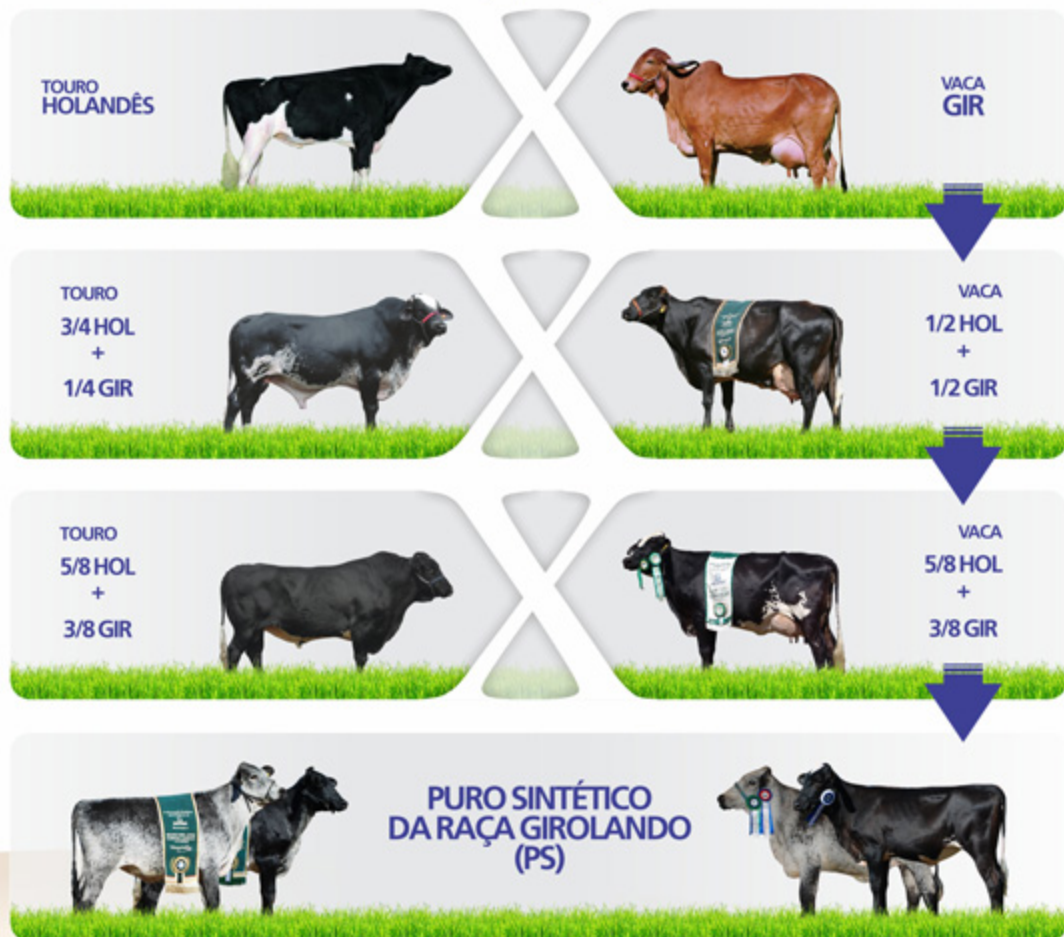 TOURO
HOLANDÊS
VACA
GIR
TOURO
3/4 HOL
+
1/4 GIR
VACA
1/2 HOL
+
1/2 GIR
TOURO
5/8 HOL
+
3/8 GIR
VACA
5/8 HOL
+
3/8 GIR
PURO SINTÉTICO
DA RAÇA GIROLANDO
(PS)